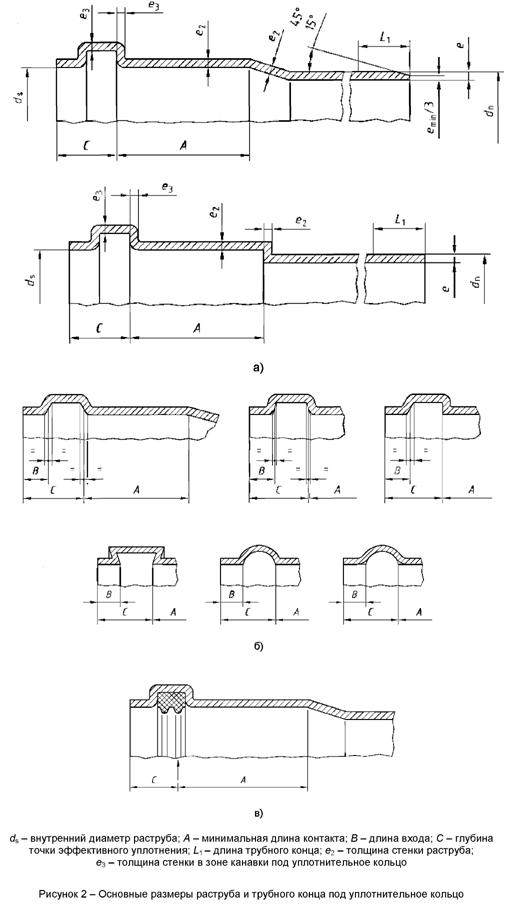 e₃
e₃
e₂
e₂
45°
15°
L₁
e
dₛ
C
A
eₘᵢₙ/3
dₙ
e₃
e₃
e₂
e₂
L₁
dₛ
C
A
e
dₙ
а)
= = = =
B
C
A
= = = =
B
C
A
= =
B
C
A
B
C
A
B
C
A
B
C
A
б)
C
A
в)
dₛ – внутренний диаметр раструба; A – минимальная длина контакта; B – длина входа; C – глубина
точки эффективного уплотнения; L₁ – длина трубного конца; e₂ – толщина стенки раструба;
e₃ – толщина стенки в зоне канавки под уплотнительное кольцо
Рисунок 2 – Основные размеры раструба и трубного конца под уплотнительное кольцо